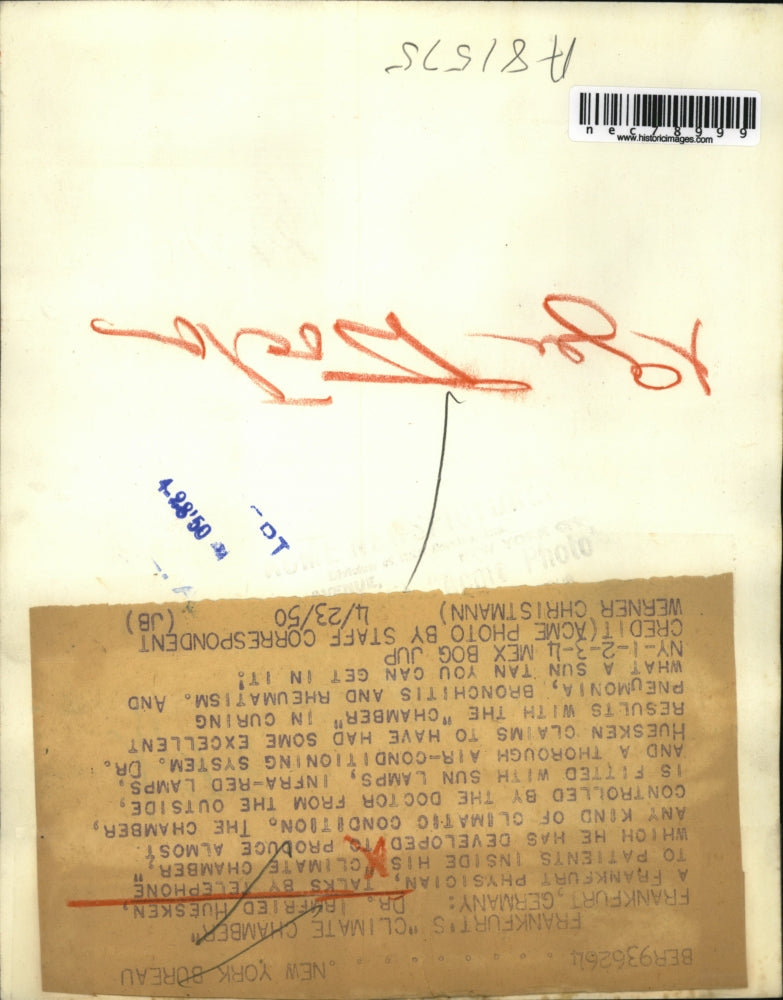 A81575
nec78999
www.historicimages.com
4-28'50
BER936264 . . . . . . . . . NEW YORK BUREAU
FRANKFURT'S "CLIMATE CHAMBER"
FRANKFURT, GERMANY: DR. IRMFRIED HUESKEN,
A FRANKFURT PHYSICIAN, TALKS BY TELEPHONE
TO PATIENTS INSIDE HIS "CLIMATE CHAMBER,"
WHICH HE HAS DEVELOPED TO PRODUCE ALMOST
ANY KIND OF CLIMATIC CONDITION. THE CHAMBER,
CONTROLLED BY THE DOCTOR FROM THE OUTSIDE,
IS FITTED WITH SUN LAMPS, INFRA-RED LAMPS,
AND A THOROUGH AIR-CONDITIONING SYSTEM. DR.
HUESKEN CLAIMS TO HAVE HAD SOME EXCELLENT
RESULTS WITH THE "CHAMBER" IN CURING
PNEUMONIA, BRONCHITIS AND RHEUMATISM. AND
WHAT A SUN TAN YOU CAN GET IN IT!
NY-1-2-3-4 MEX BOG JUP
CREDIT (ACME PHOTO BY STAFF CORRESPONDENT
WERNER CHRISTMANN) 4/23/50 (JB)